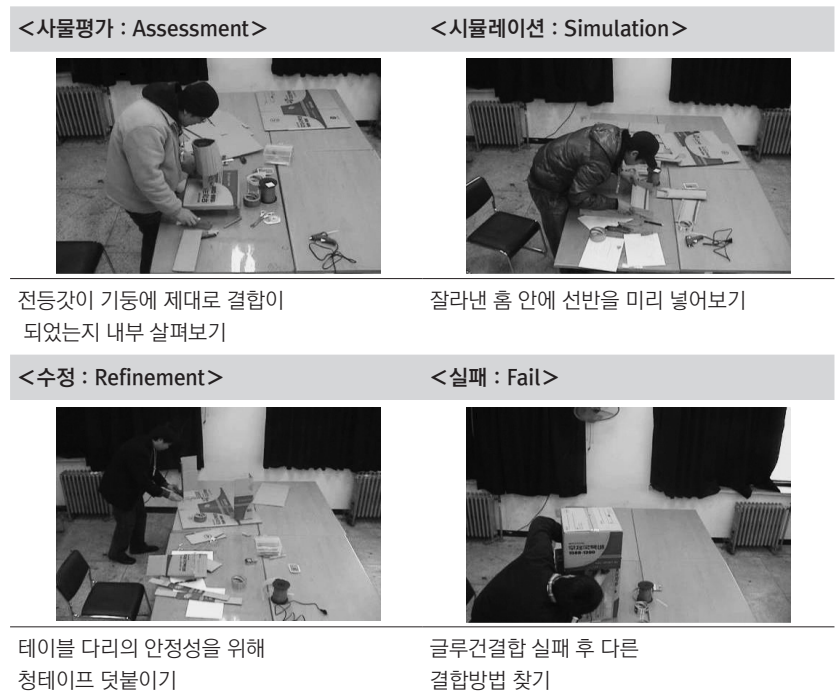 <사물평가 : Assessment>
<시뮬레이션 : Simulation>
전등갓이 기둥에 제대로 결합이
되었는지 내부 살펴보기
잘라낸 홈 안에 선반을 미리 넣어보기
<수정 : Refinement>
<실패 : Fail>
테이블 다리의 안정성을 위해
청테이프 덧붙이기
글루건결합 실패 후 다른
결합방법 찾기